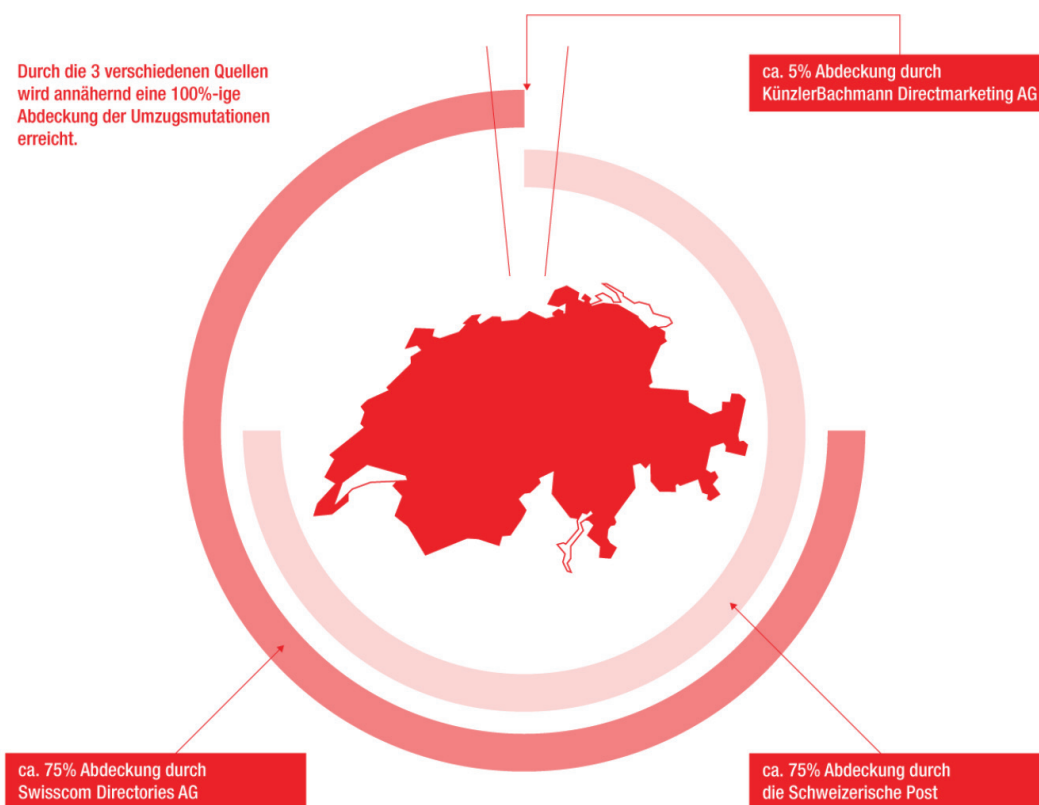 Durch die 3 verschiedenen Quellen
wird annähernd eine 100%-ige
Abdeckung der Umzugsmutationen
erreicht.
ca. 5% Abdeckung durch
KünzlerBachmann Directmarketing AG
ca. 75% Abdeckung durch
Swisscom Directories AG
ca. 75% Abdeckung durch
die Schweizerische Post